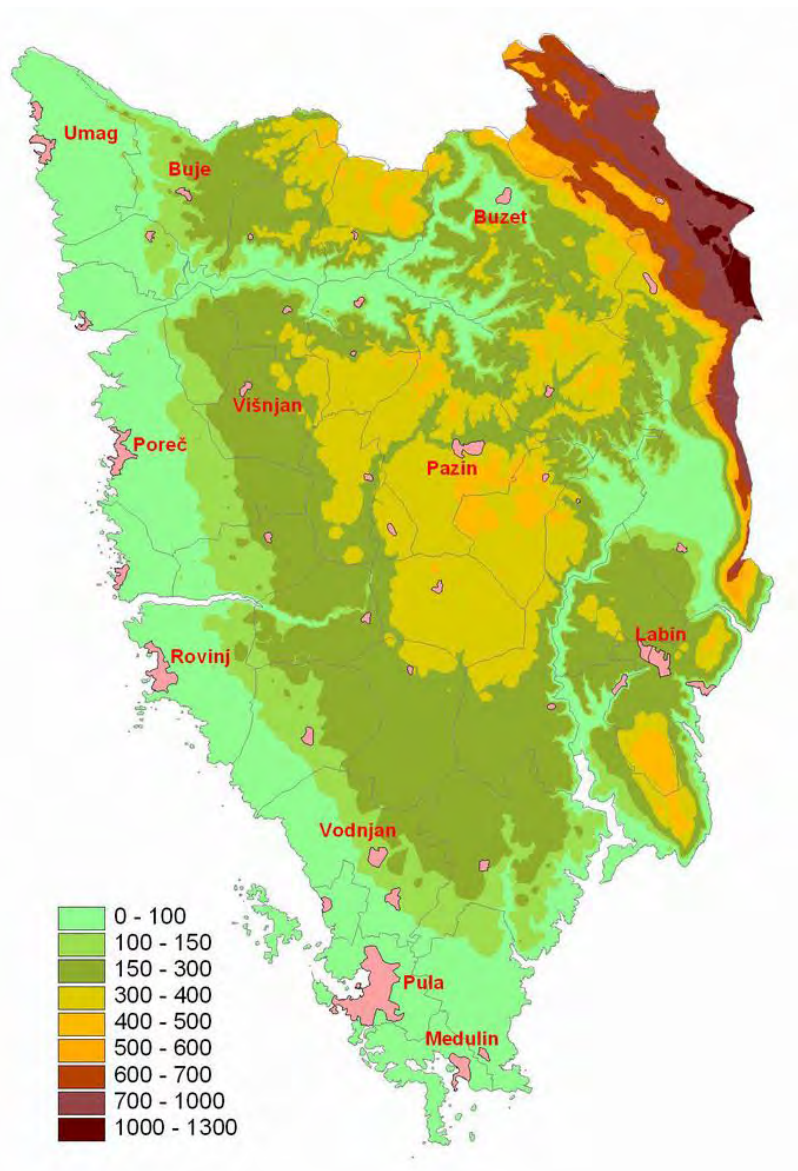 Umag
Buje
Buzet
Višnjan
Poreč
Pazin
Labin
Rovinj
Vodnjan
Pula
Medulin
0 - 100
100 - 150
150 - 300
300 - 400
400 - 500
500 - 600
600 - 700
700 - 1000
1000 - 1300